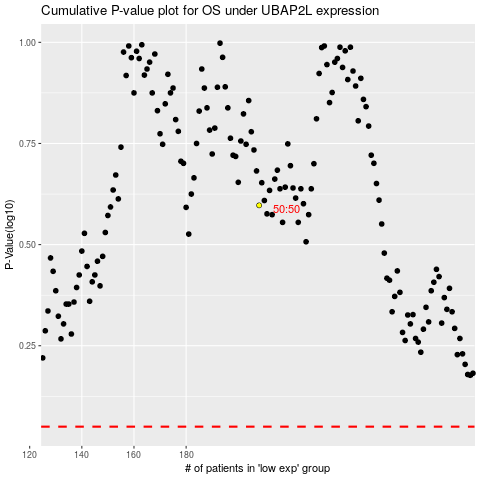 Cumulative P-value plot for OS under UBAP2L expression
1.00
0.75
0.50
0.25
P-Value(log10)
50:50
120 140 160 180
# of patients in 'low exp' group